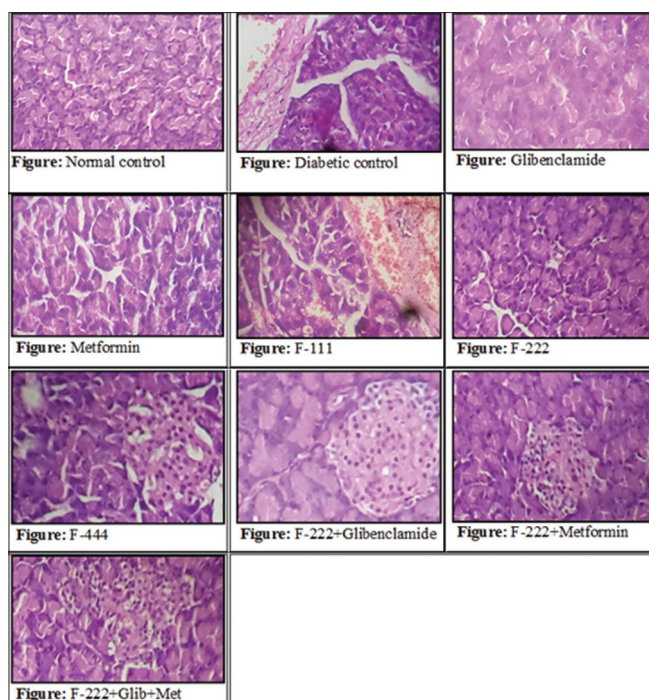 Figure: Normal control
Figure: Diabetic control
Figure: Glibenclamide
Figure: Metformin
Figure: F-111
Figure: F-222
Figure: F-444
Figure: F-222+Glibenclamide
Figure: F-222+Metformin
Figure: F-222+Glib+Met